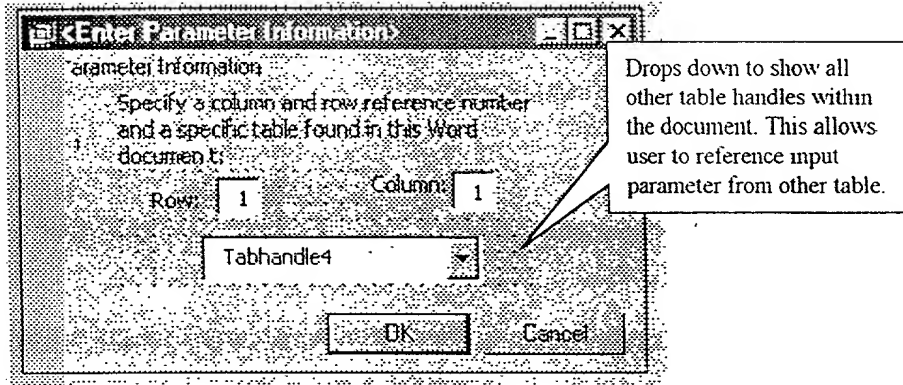 <Enter Parameter Information>
arameter Information
Specify a column and row reference number
and a specific table found in this Word
documen t:
Row: 1 Column: 1
Tabhandle4
OK Cancel
Drops down to show all
other table handles within
the document. This allows
user to reference input
parameter from other table.